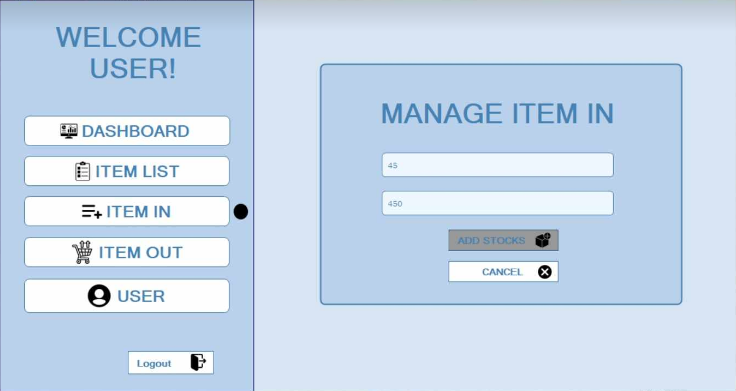 WELCOME
USER!
DASHBOARD
ITEM LIST
ITEM IN
ITEM OUT
USER
Logout
MANAGE ITEM IN
45
450
ADD STOCKS
CANCEL